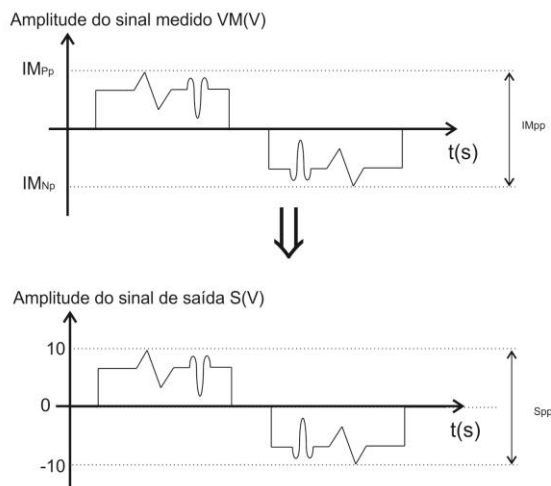 Amplitude do sinal medido VM(V)
IMPp
IMpp
t(s)
IMNp
Amplitude do sinal de saída S(V)
10
0
Spp
t(s)
-10